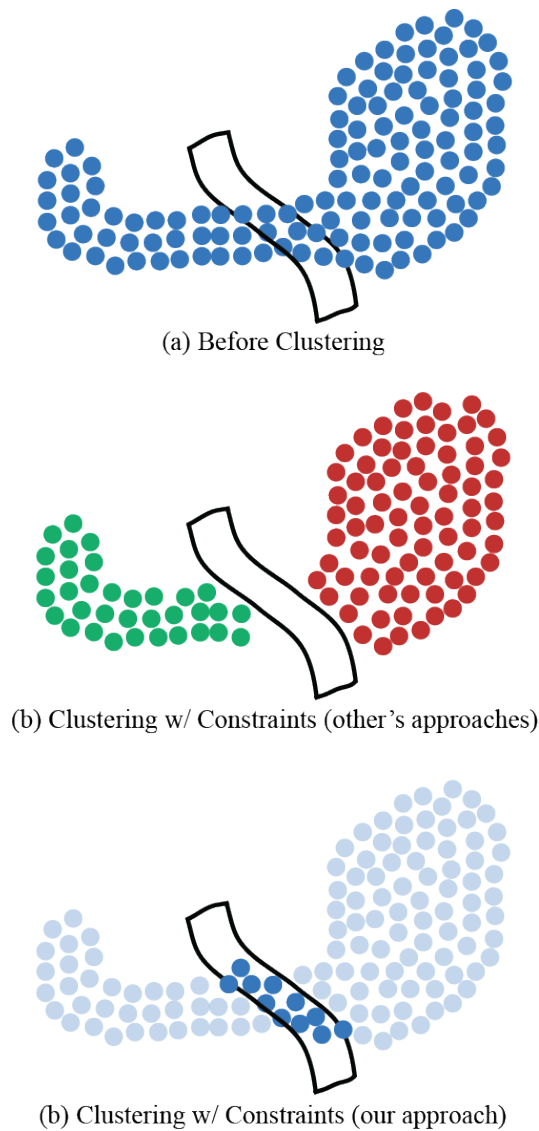 (a) Before Clustering
(b) Clustering w/ Constraints (other’s approaches)
(b) Clustering w/ Constraints (our approach)